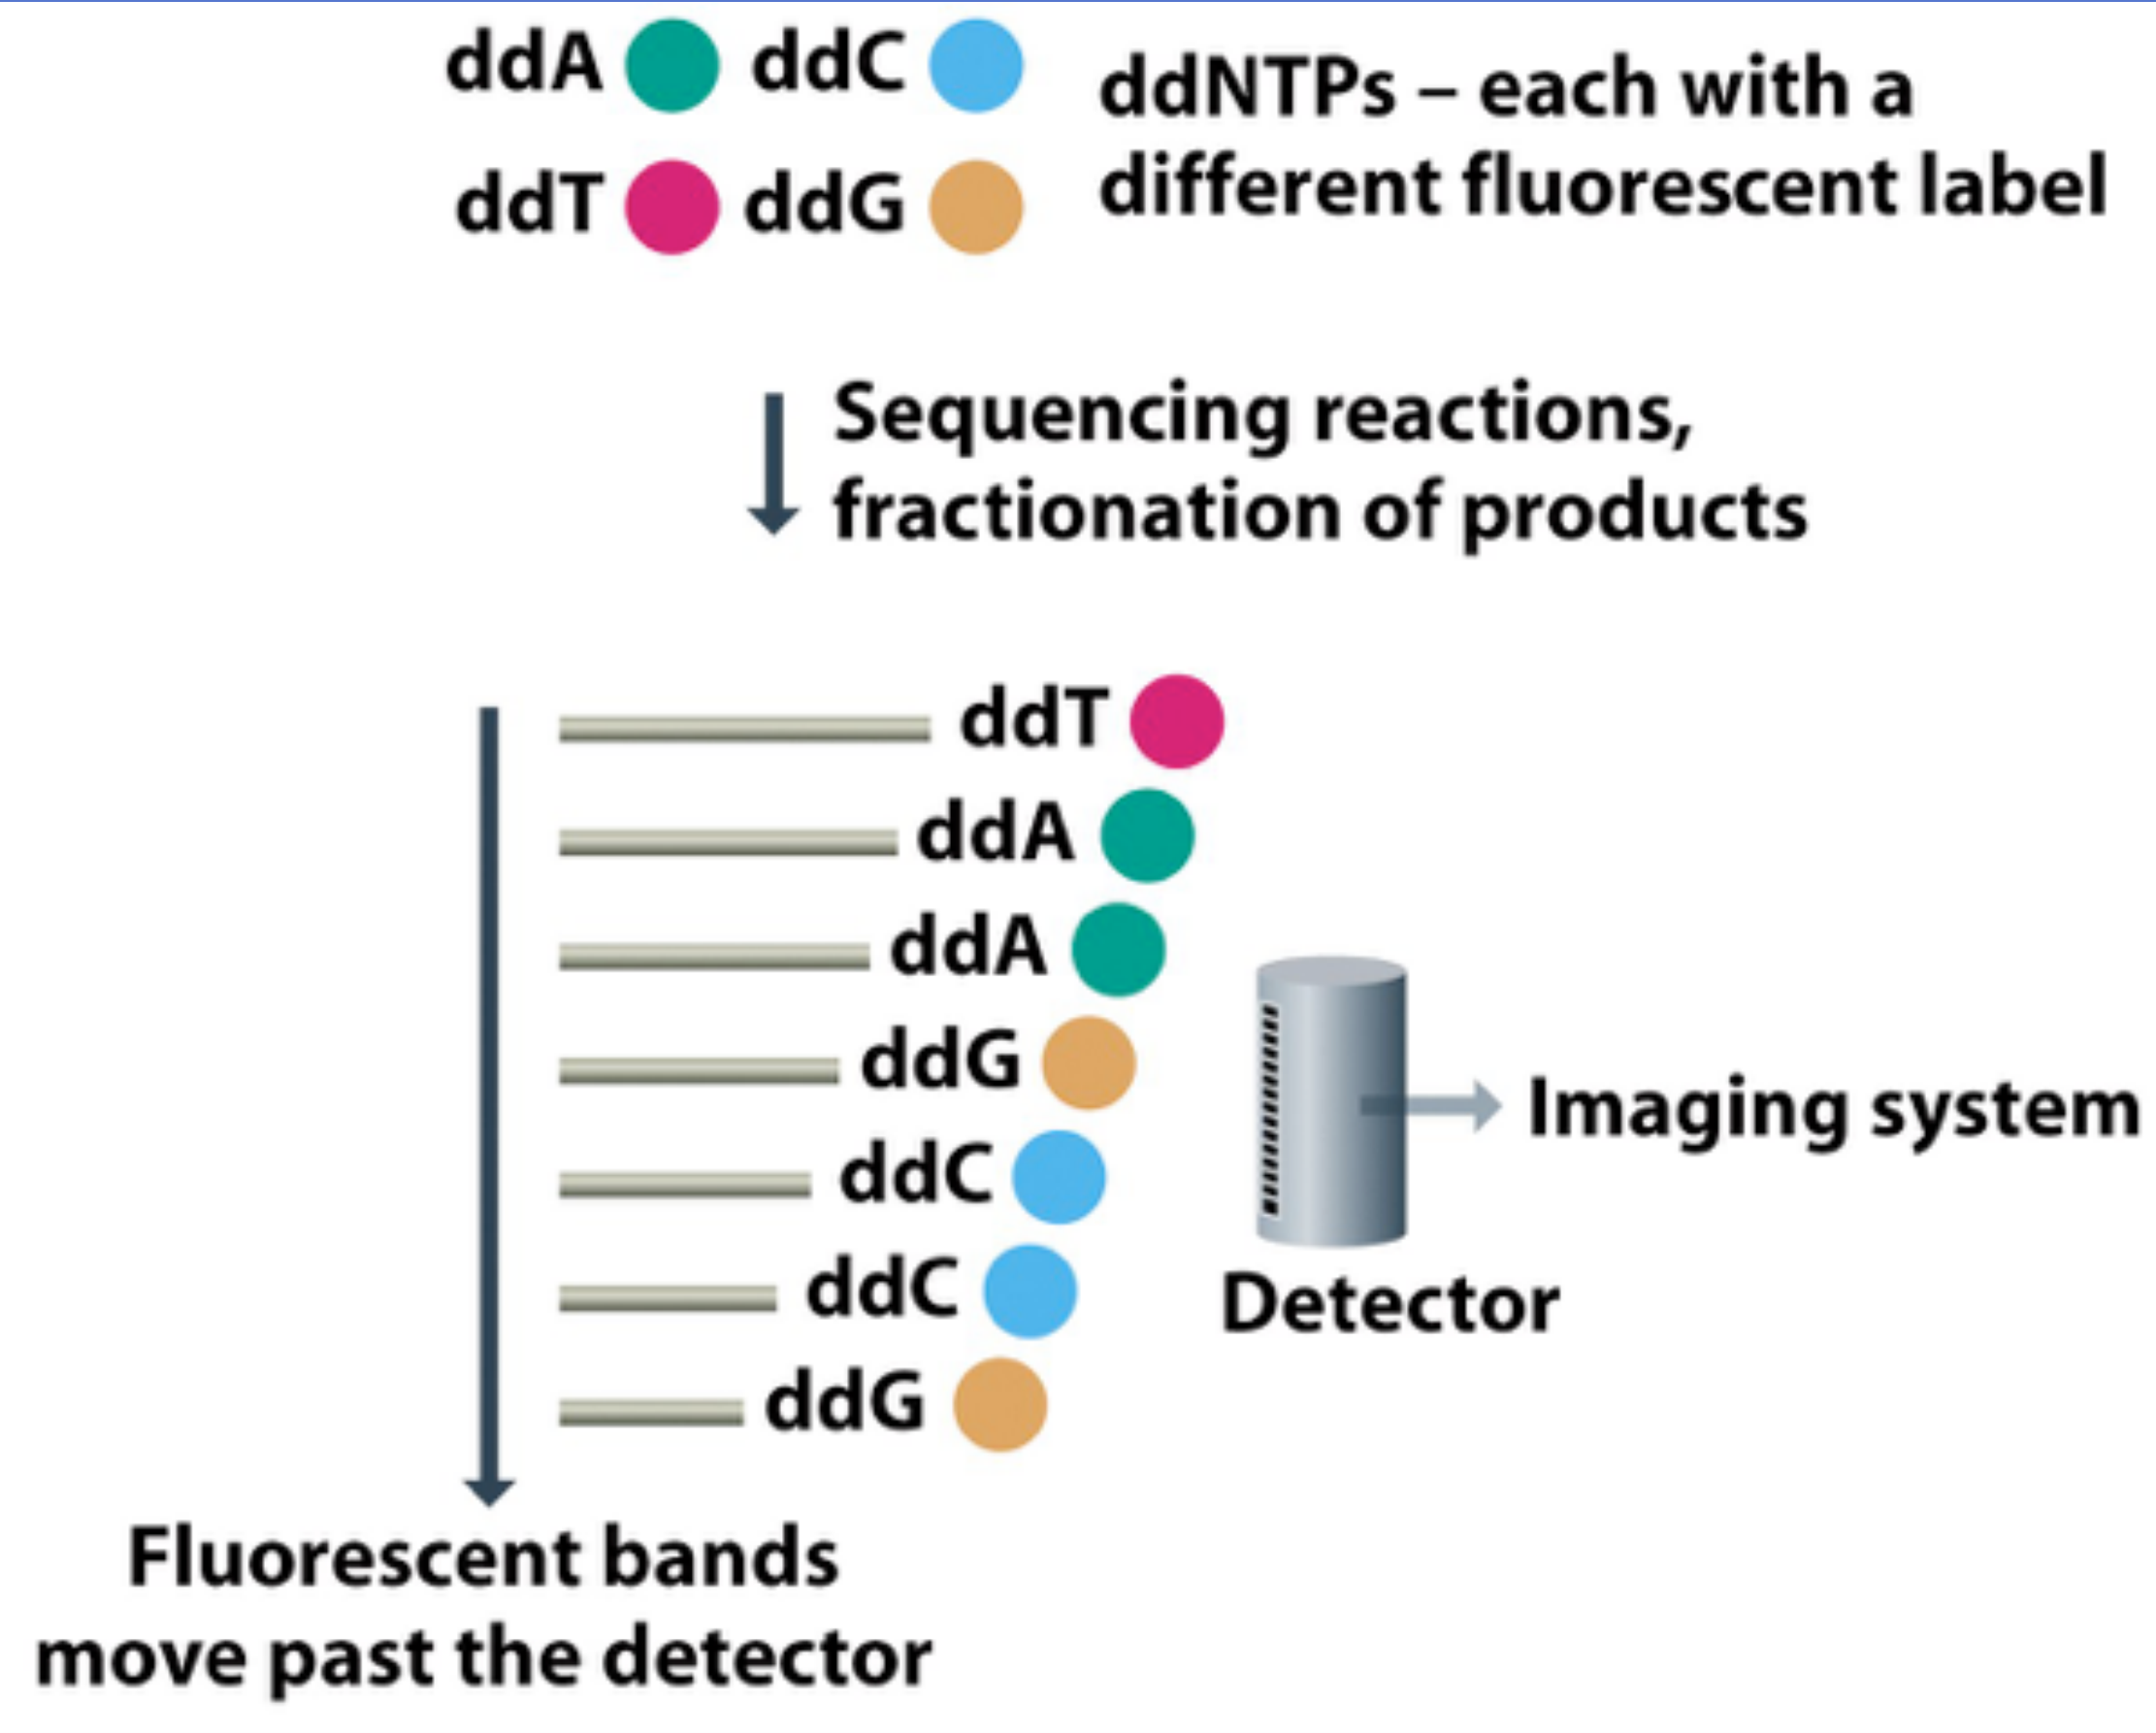 ddA ddC
ddT ddG
ddNTPs – each with a
different fluorescent label
Sequencing reactions,
fractionation of products
ddT
ddA
ddA
ddG
ddC
ddC
ddG
Imaging system
Detector
Fluorescent bands
move past the detector